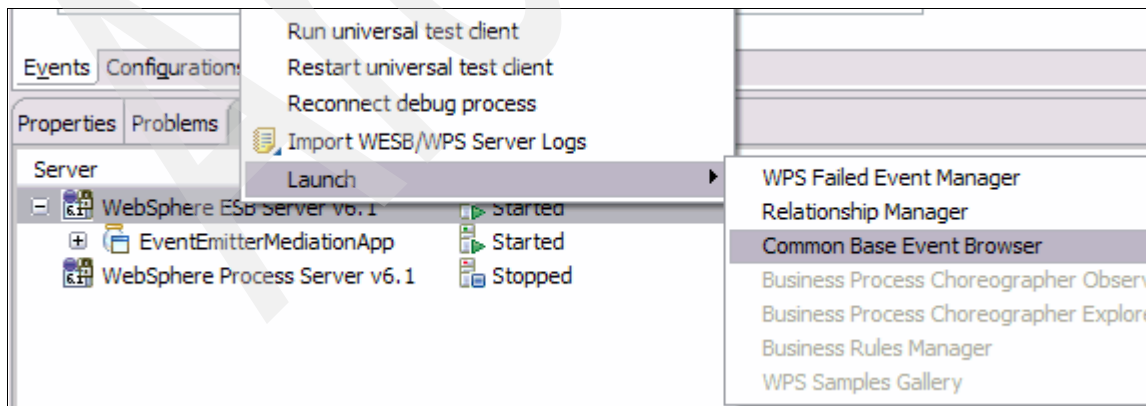 Run universal test client
Events Configurations
Restart universal test client
Reconnect debug process
Properties Problems
Import WESB/WPS Server Logs
Server
Launch
WPS Failed Event Manager
WebSphere ESB Server v6.1 Started
Relationship Manager
EventEmitterMediationApp Started
Common Base Event Browser
WebSphere Process Server v6.1 Stopped
Business Process Choreographer Observ
Business Process Choreographer Explore
Business Rules Manager
WPS Samples Gallery